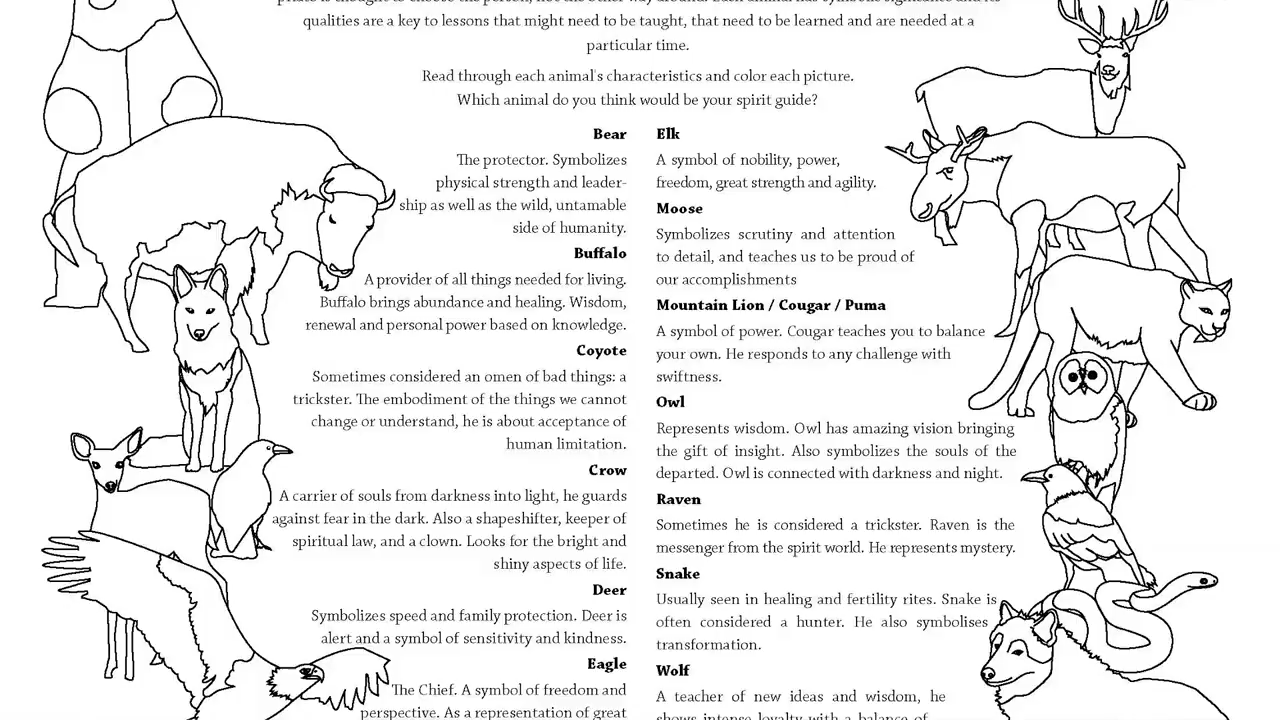 qualities are a key to lessons that might need to be taught, that need to be learned and are needed at a
particular time.
Read through each animal's characteristics and color each picture.
Which animal do you think would be your spirit guide?
Bear
The protector. Symbolizes
physical strength and leader-
ship as well as the wild, untamable
side of humanity.
Buffalo
A provider of all things needed for living.
Buffalo brings abundance and healing. Wisdom,
renewal and personal power based on knowledge.
Coyote
Sometimes considered an omen of bad things: a
trickster. The embodiment of the things we cannot
change or understand, he is about acceptance of
human limitation.
Crow
A carrier of souls from darkness into light, he guards
against fear in the dark. Also a shapeshifter, keeper of
spiritual law, and a clown. Looks for the bright and
shiny aspects of life.
Deer
Symbolizes speed and family protection. Deer is
alert and a symbol of sensitivity and kindness.
Eagle
The Chief. A symbol of freedom and
perspective. As a representation of great
Elk
A symbol of nobility, power,
freedom, great strength and agility.
Moose
Symbolizes scrutiny and attention
to detail, and teaches us to be proud of
our accomplishments
Mountain Lion / Cougar / Puma
A symbol of power. Cougar teaches you to balance
your own. He responds to any challenge with
swiftness.
Owl
Represents wisdom. Owl has amazing vision bringing
the gift of insight. Also symbolizes the souls of the
departed. Owl is connected with darkness and night.
Raven
Sometimes he is considered a trickster. Raven is the
messenger from the spirit world. He represents mystery.
Snake
Usually seen in healing and fertility rites. Snake is
often considered a hunter. He also symbolises
transformation.
Wolf
A teacher of new ideas and wisdom, he
shows intense loyalty with a balance of